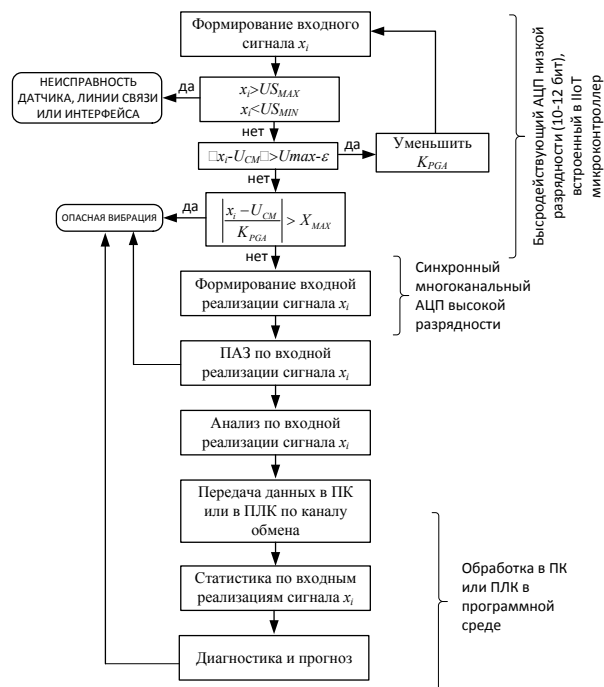 Формирование входного
сигнала xi
НЕИСПРАВНОСТЬ
ДАТЧИКА, ЛИНИИ СВЯЗИ
ИЛИ ИНТЕРФЕЙСА
да
xi>USMAX
xi<USMIN
нет
□xi-UCM□>Umax-ε
да
Уменьшить
KPGA
нет
ОПАСНАЯ ВИБРАЦИЯ
да
|(xi − UCM)/KPGA| > XMAX
нет
Формирование входной
реализации сигнала xi
ПАЗ по входной
реализации сигнала xi
Анализ по входной
реализации сигнала xi
Передача данных в ПК
или в ПЛК по каналу
обмена
Статистика по входным
реализациям сигнала xi
Диагностика и прогноз
Бысродействующий АЦП низкой
разрядности (10-12 бит),
встроенный в IIoT
микроконтроллер
Синхронный
многоканальный
АЦП высокой
разрядности
Обработка в ПК
или ПЛК в
программной
среде